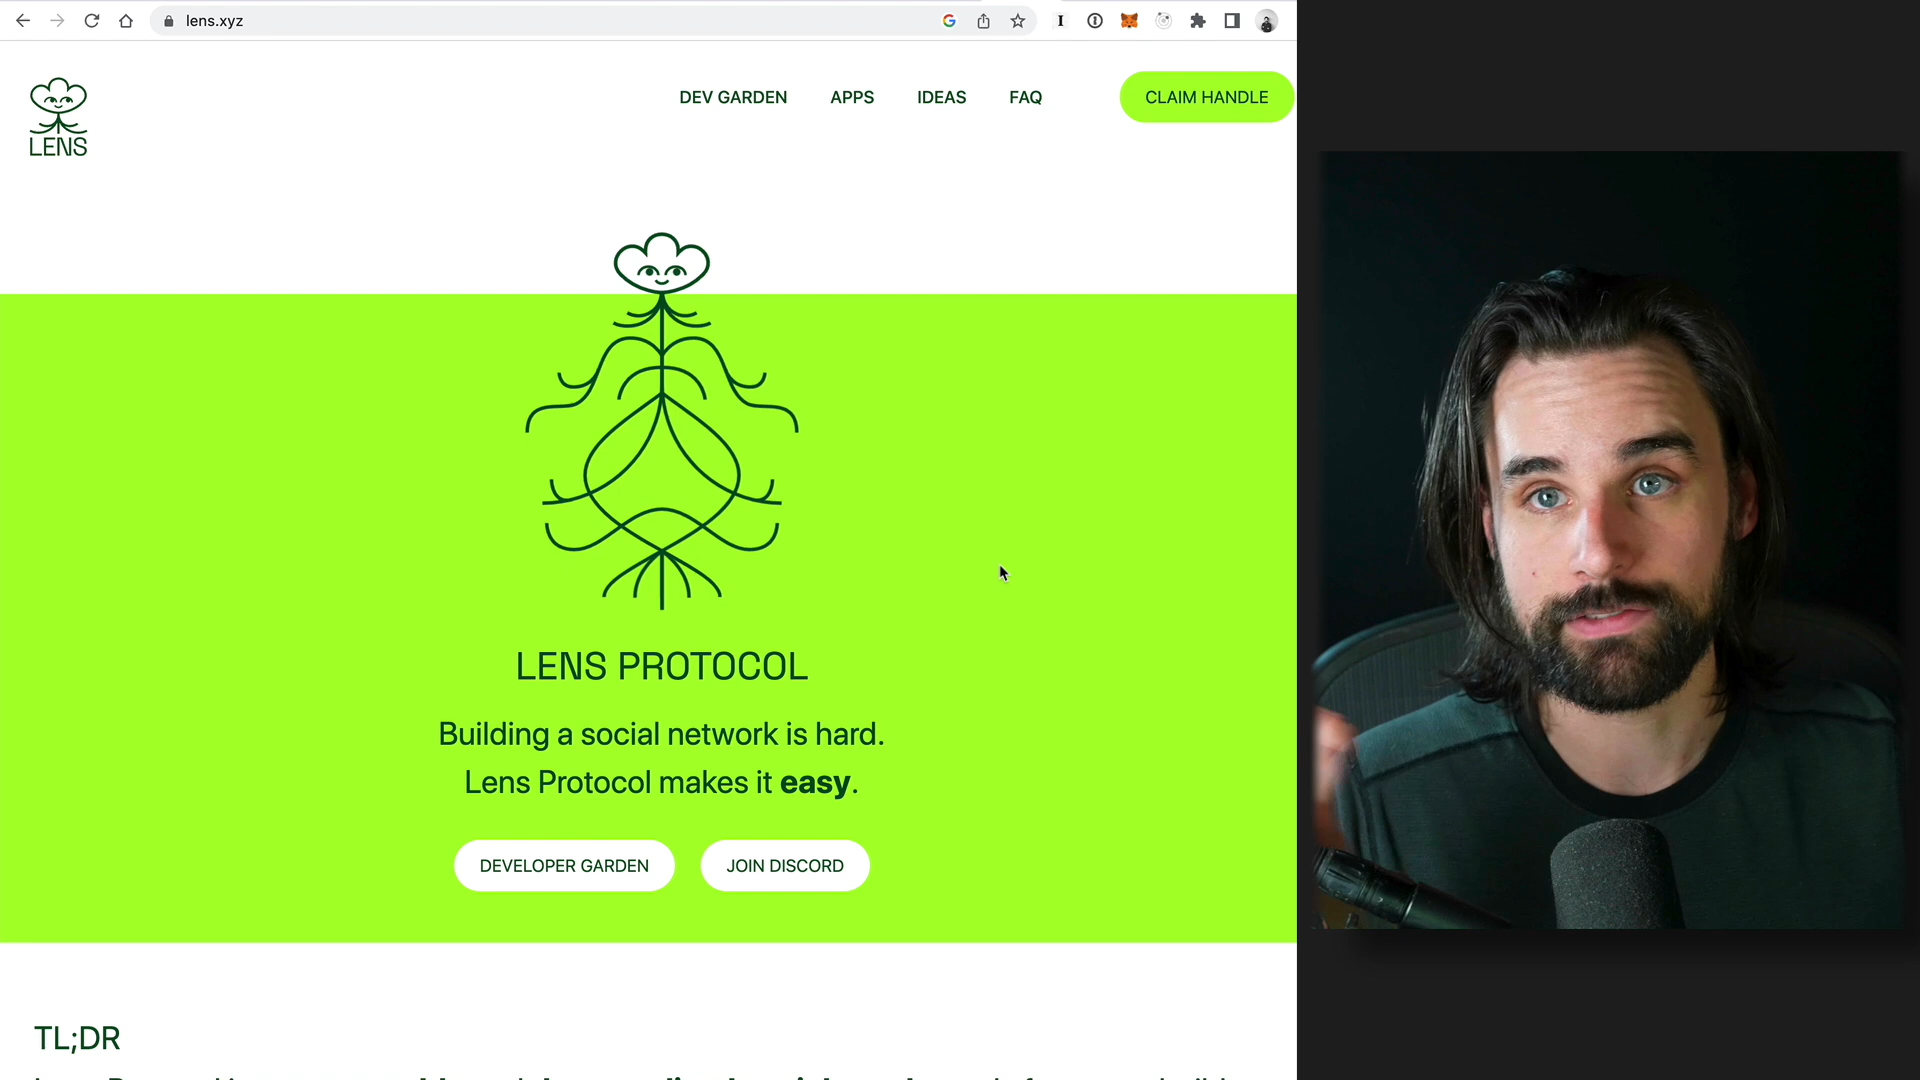 lens.xyz
LENS
DEV GARDEN
APPS
IDEAS
FAQ
CLAIM HANDLE
LENS PROTOCOL
Building a social network is hard.
Lens Protocol makes it easy.
DEVELOPER GARDEN
JOIN DISCORD
TL;DR